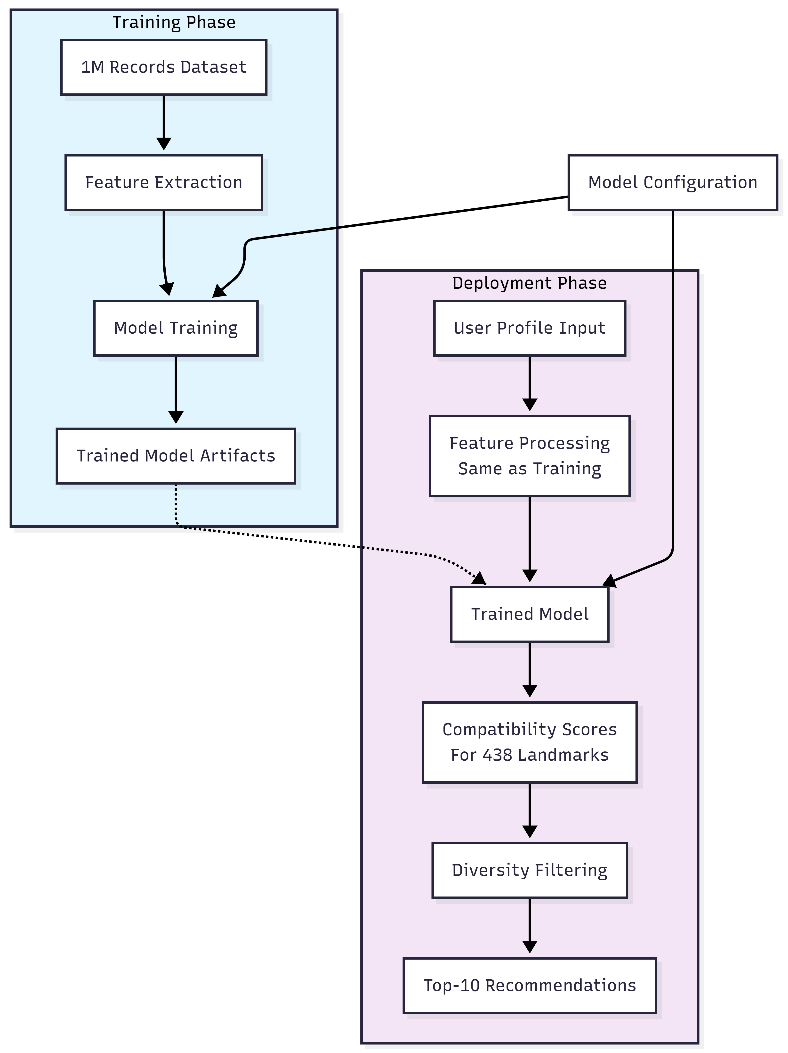 Training Phase
1M Records Dataset
Feature Extraction
Model Configuration
Model Training
Trained Model Artifacts
Deployment Phase
User Profile Input
Feature Processing
Same as Training
Trained Model
Compatibility Scores
For 438 Landmarks
Diversity Filtering
Top-10 Recommendations